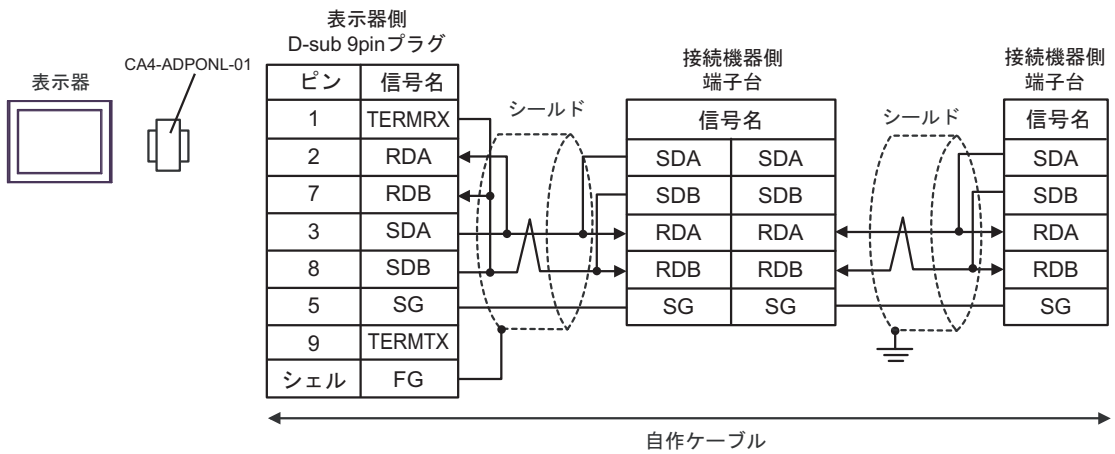 表示器
CA4-ADPONL-01
表示器側
D-sub 9pinプラグ
ピン 信号名
1 TERMRX
2 RDA
7 RDB
3 SDA
8 SDB
5 SG
9 TERMTX
シェル FG
シールド
接続機器側
端子台
信号名
SDA SDA
SDB SDB
RDA RDA
RDB RDB
SG SG
シールド
接続機器側
端子台
信号名
SDA
SDB
RDA
RDB
SG
自作ケーブル